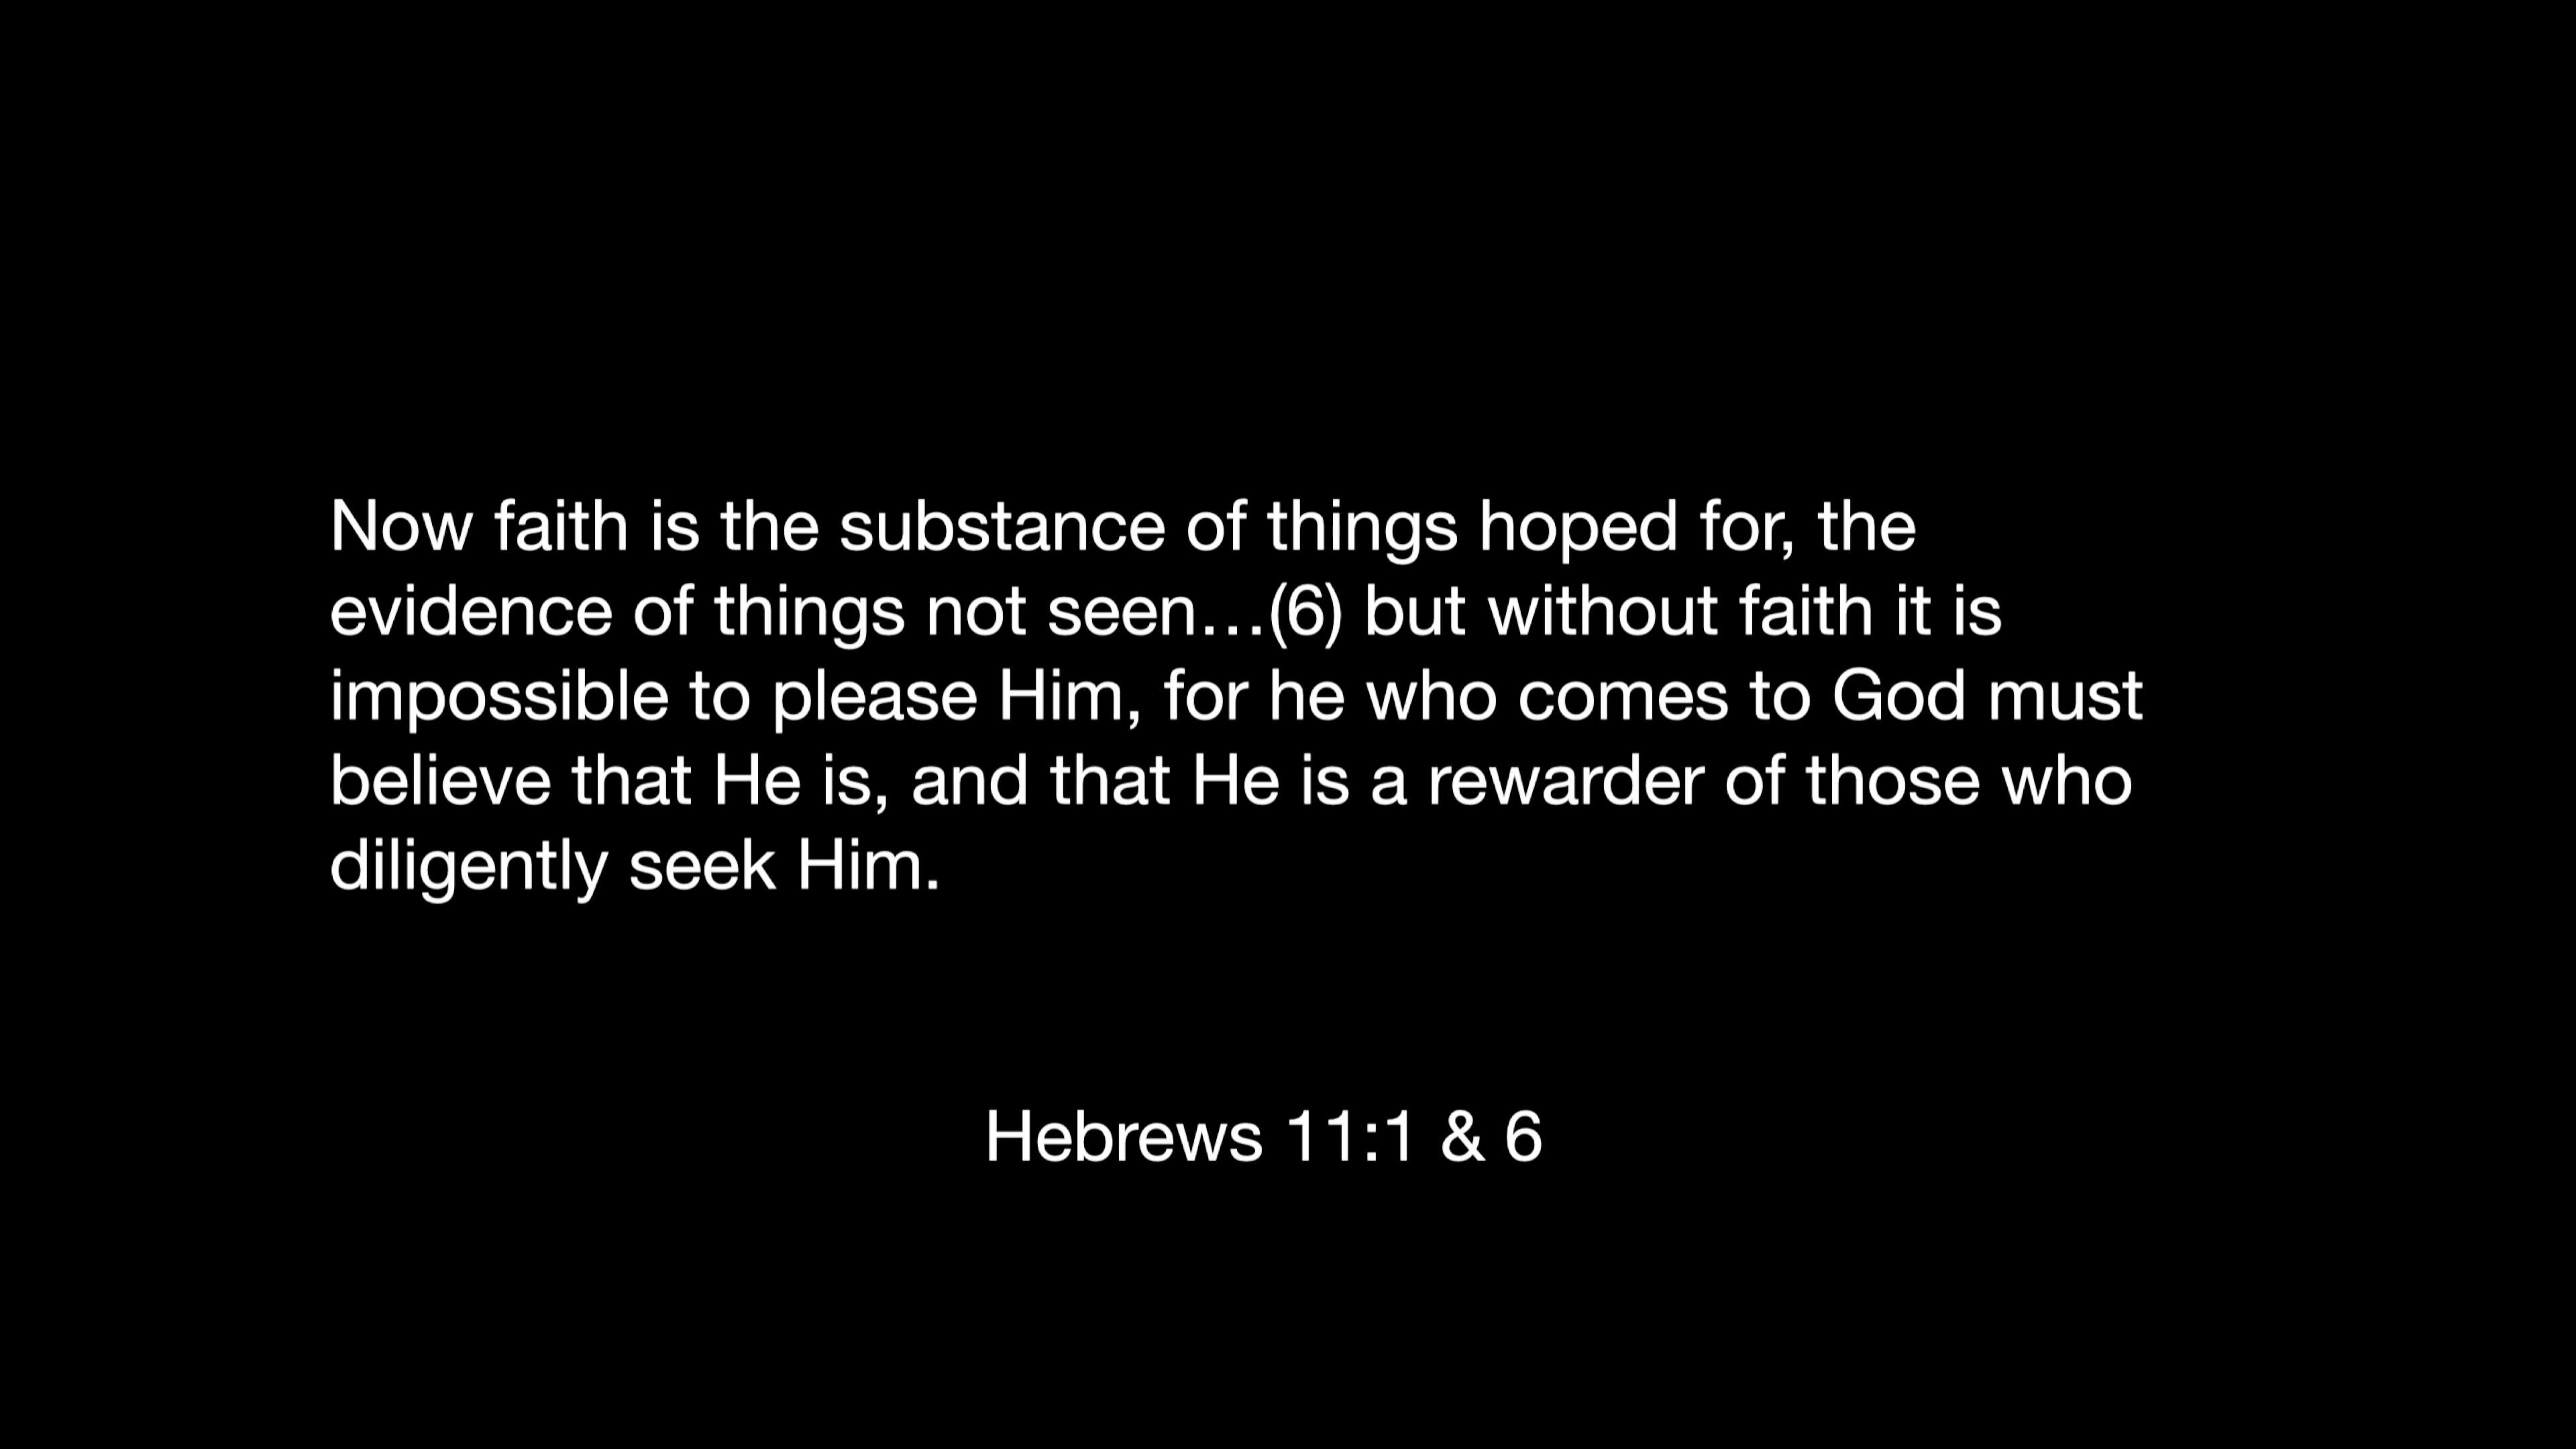 Now faith is the substance of things hoped for, the
evidence of things not seen…(6) but without faith it is
impossible to please Him, for he who comes to God must
believe that He is, and that He is a rewarder of those who
diligently seek Him.
Hebrews 11:1 & 6